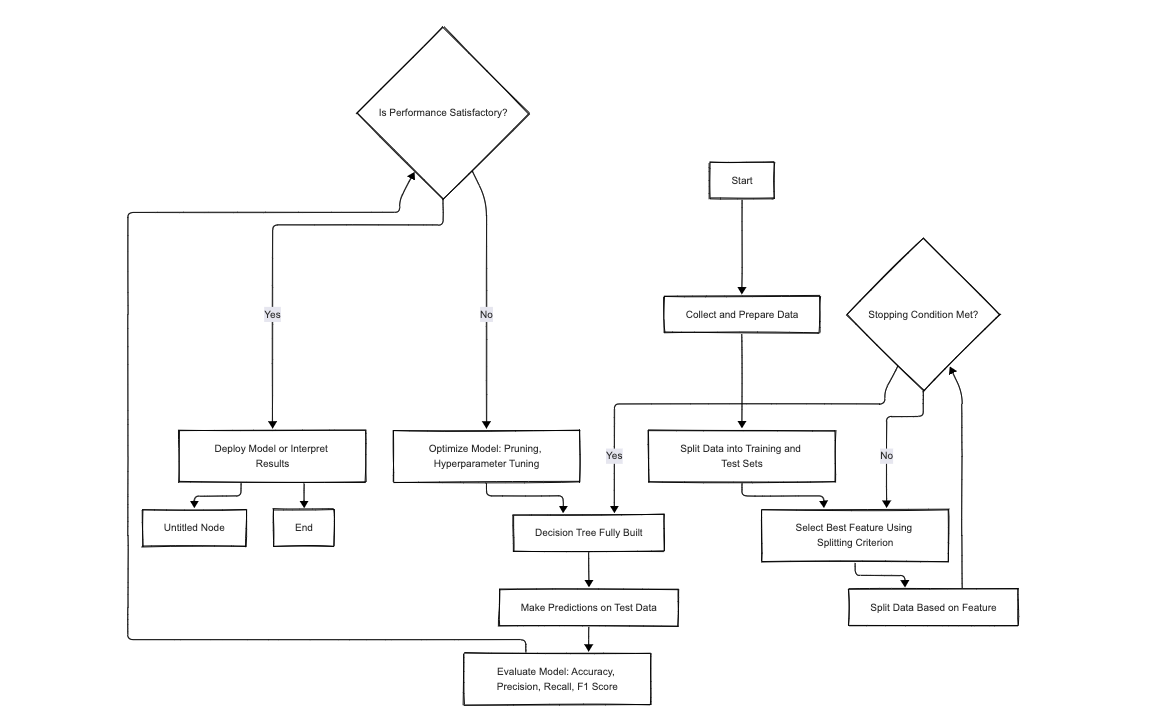 Is Performance Satisfactory?
Start
Yes
No
Collect and Prepare Data
Stopping Condition Met?
Deploy Model or Interpret
Results
Optimize Model: Pruning,
Hyperparameter Tuning
Yes
Split Data into Training and
Test Sets
No
Untitled Node
End
Decision Tree Fully Built
Select Best Feature Using
Splitting Criterion
Make Predictions on Test Data
Split Data Based on Feature
Evaluate Model: Accuracy,
Precision, Recall, F1 Score